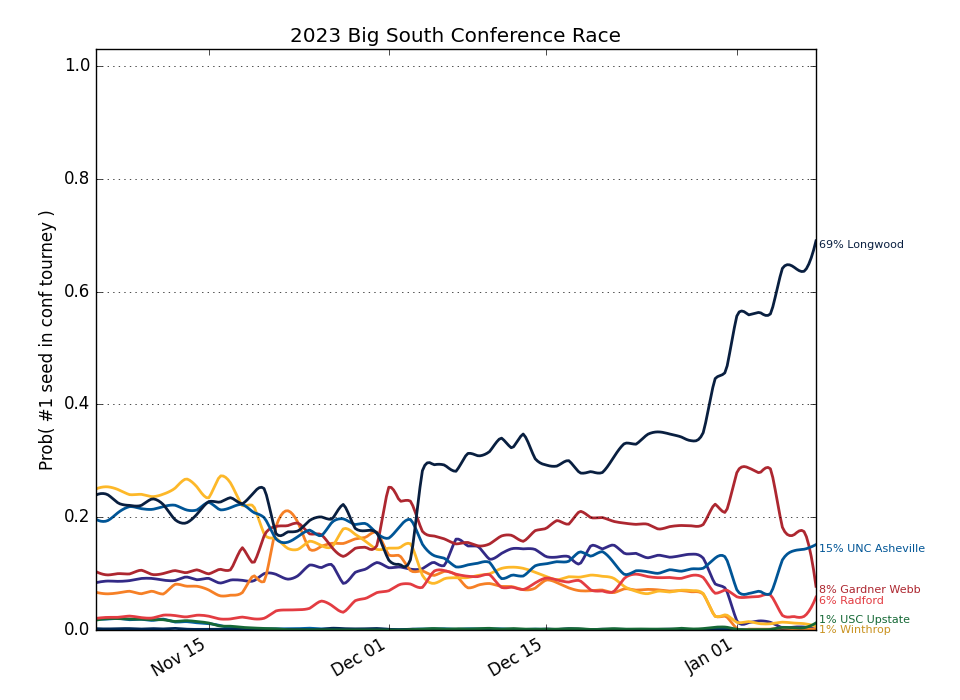 2023 Big South Conference Race
Prob( #1 seed in conf tourney )
1.0
0.8
0.6
0.4
0.2
0.0
Nov 15
Dec 01
Dec 15
Jan 01
69% Longwood
15% UNC Asheville
8% Gardner Webb
6% Radford
1% USC Upstate
1% Winthrop